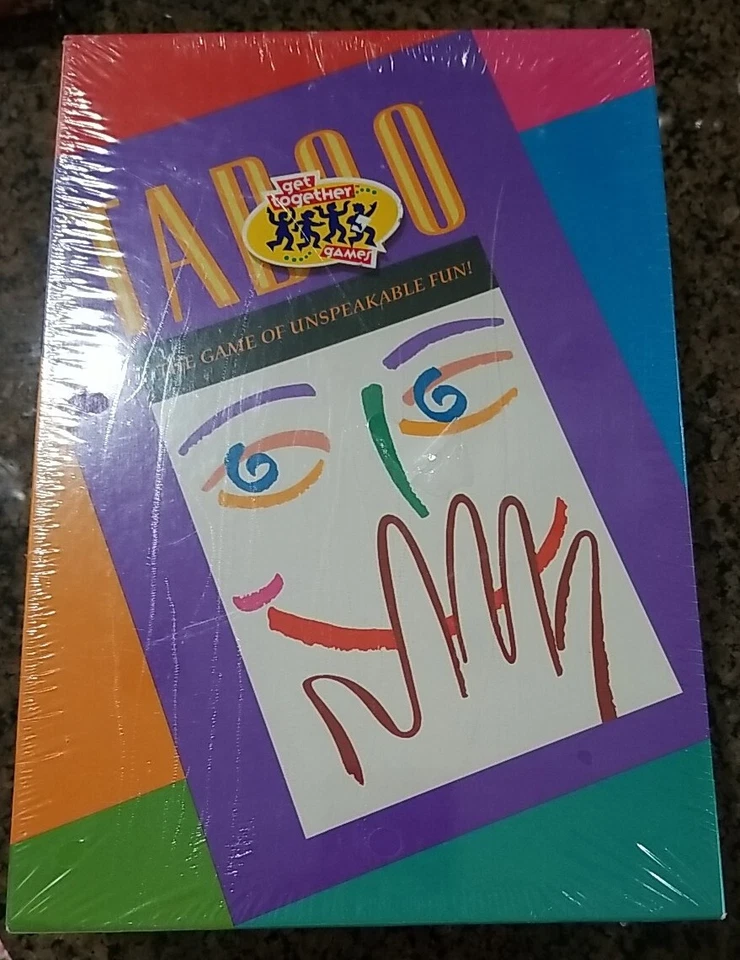 TABOO
get
together
games
THE GAME OF UNSPEAKABLE FUN!